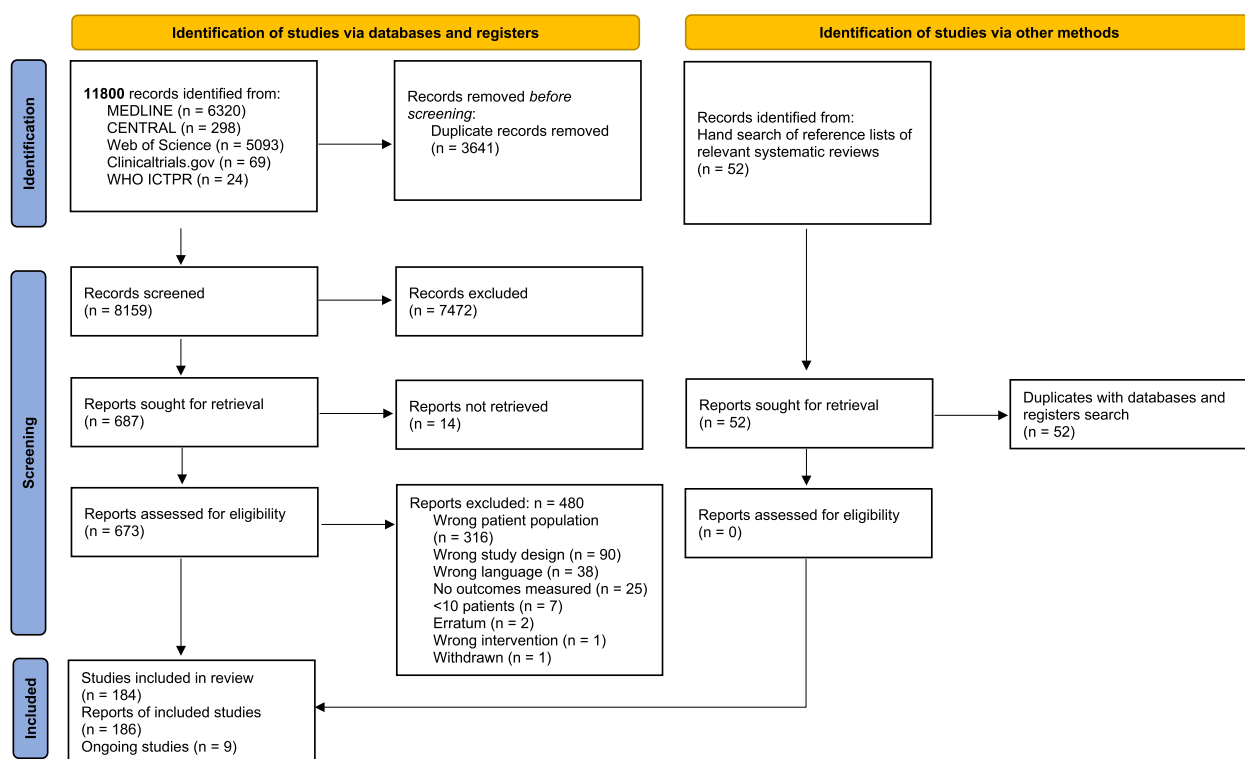 Identification of studies via databases and registers
Identification of studies via other methods
Identification
11800 records identified from:
MEDLINE (n = 6320)
CENTRAL (n = 298)
Web of Science (n = 5093)
Clinicaltrials.gov (n = 69)
WHO ICTPR (n = 24)
Records removed before
screening:
Duplicate records removed
(n = 3641)
Records identified from:
Hand search of reference lists of
relevant systematic reviews
(n = 52)
Screening
Records screened
(n = 8159)
Records excluded
(n = 7472)
Reports sought for retrieval
(n = 687)
Reports not retrieved
(n = 14)
Reports sought for retrieval
(n = 52)
Duplicates with databases and
registers search
(n = 52)
Reports assessed for eligibility
(n = 673)
Reports excluded: n = 480
Wrong patient population
(n = 316)
Wrong study design (n = 90)
Wrong language (n = 38)
No outcomes measured (n = 25)
<10 patients (n = 7)
Erratum (n = 2)
Wrong intervention (n = 1)
Withdrawn (n = 1)
Reports assessed for eligibility
(n = 0)
Included
Studies included in review
(n = 184)
Reports of included studies
(n = 186)
Ongoing studies (n = 9)